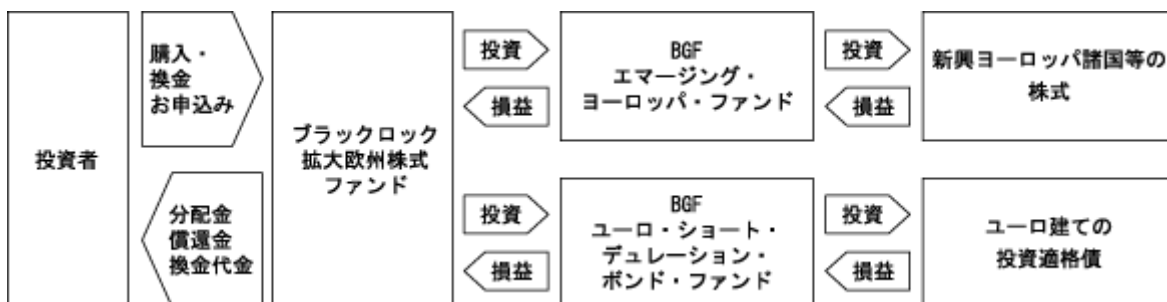 投資者
購入・
換金
お申込み
分配金
償還金
換金代金
ブラックロック
拡大欧州株式
ファンド
投資
損益
BGF
エマージング・
ヨーロッパ・ファンド
投資
損益
新興ヨーロッパ諸国等の
株式
投資
損益
BGF
ユーロ・ショート・
デュレーション・
ボンド・ファンド
投資
損益
ユーロ建ての
投資適格債